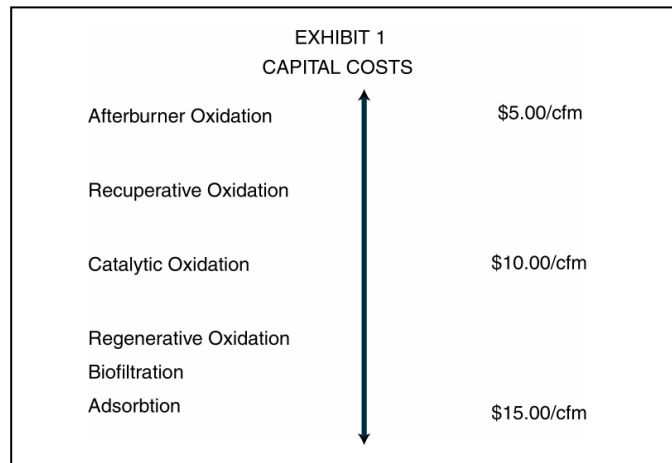 EXHIBIT 1
CAPITAL COSTS
Afterburner Oxidation $5.00/cfm
Recuperative Oxidation
Catalytic Oxidation $10.00/cfm
Regenerative Oxidation
Biofiltration
Adsorbtion $15.00/cfm